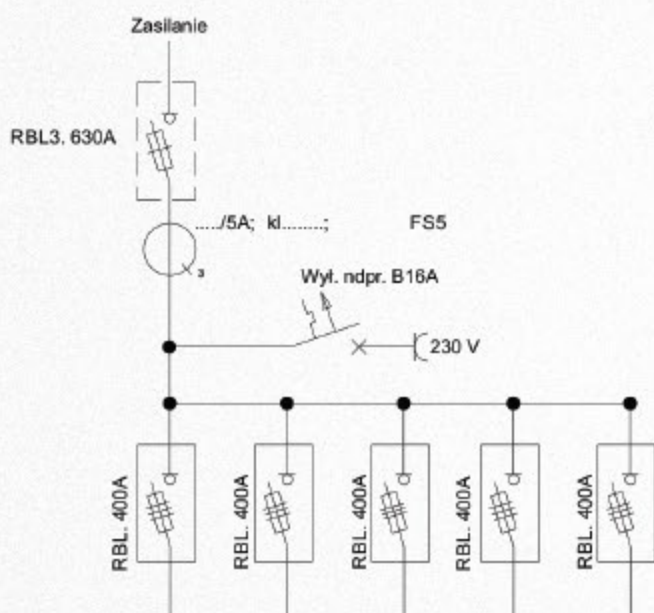 Zasilanie
RBL3. 630A
....../5A; kl.........; FS5
3
Wył. ndpr. B16A
230 V
RBL. 400A
RBL. 400A
RBL. 400A
RBL. 400A
RBL. 400A